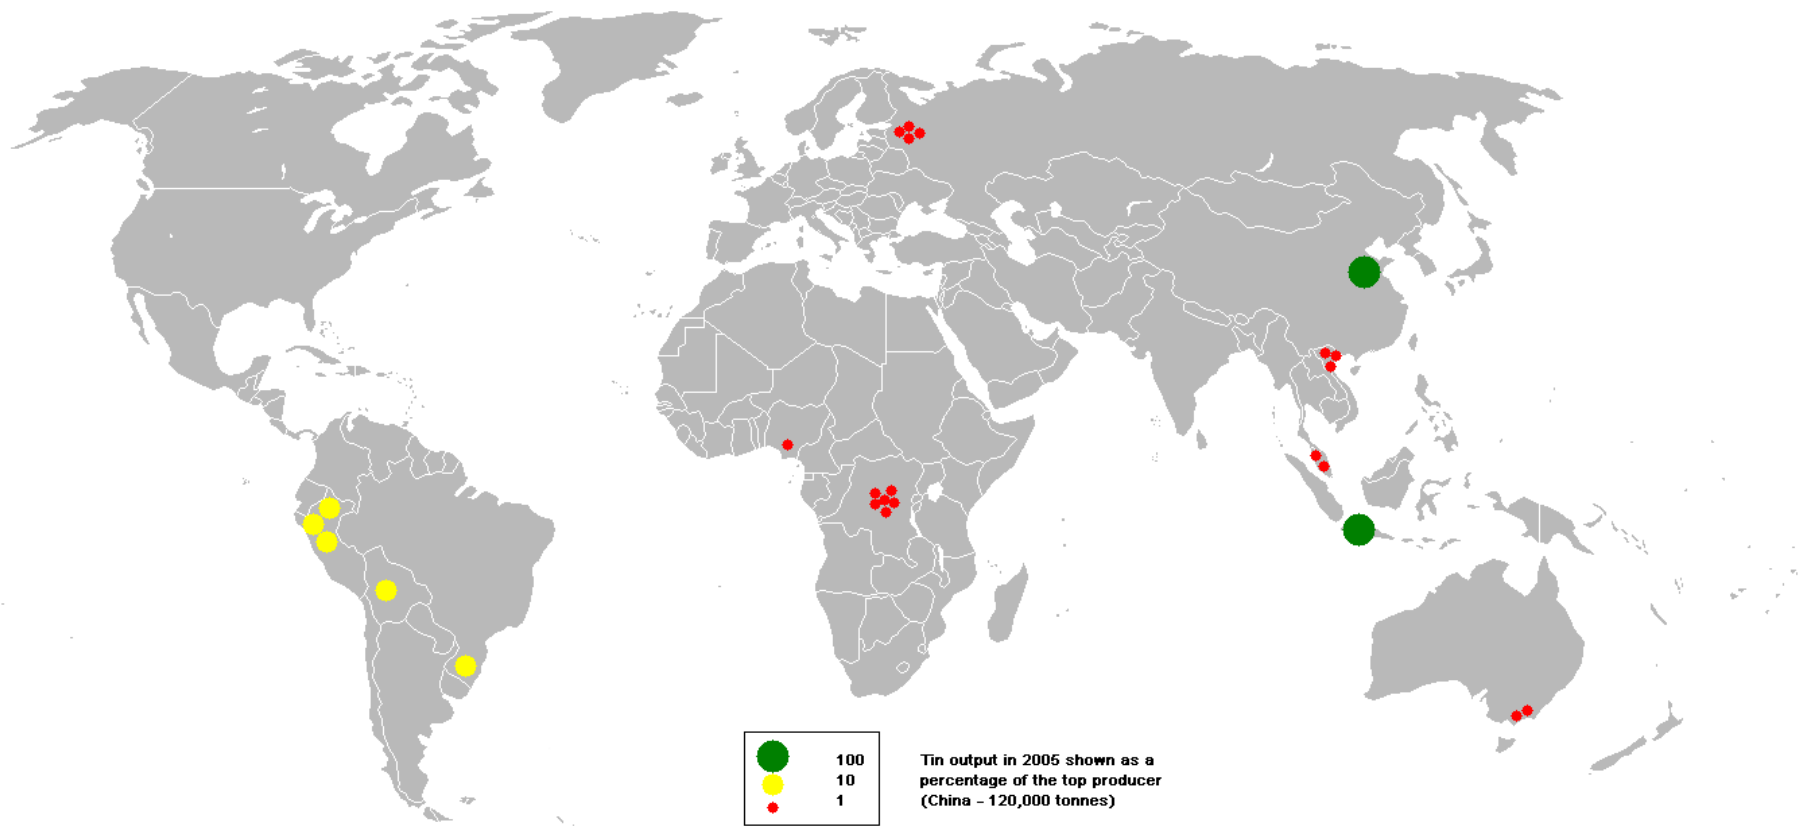 100
10
1
Tin output in 2005 shown as a
percentage of the top producer
(China - 120,000 tonnes)